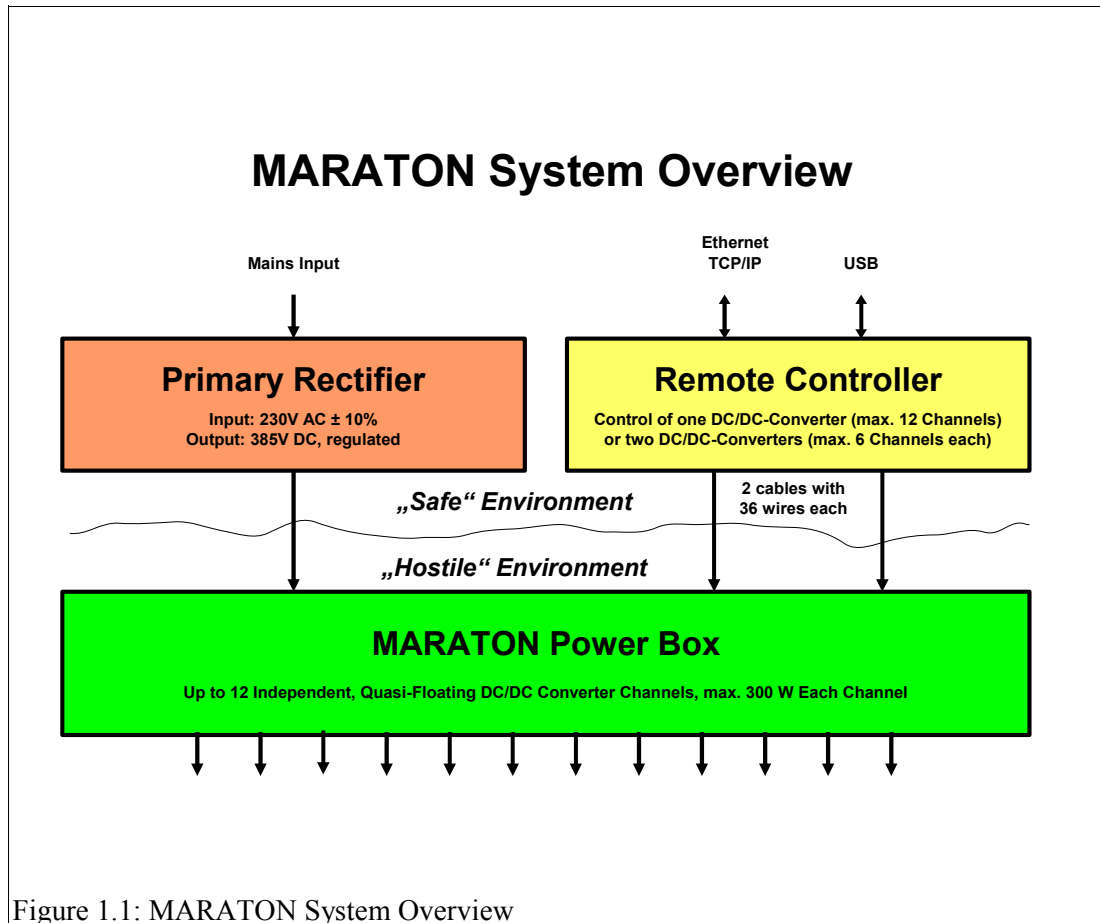 MARATON System Overview
Mains Input
Ethernet
TCP/IP
USB
Primary Rectifier
Input: 230V AC ± 10%
Output: 385V DC, regulated
Remote Controller
Control of one DC/DC-Converter (max. 12 Channels)
or two DC/DC-Converters (max. 6 Channels each)
2 cables with
36 wires each
„Safe“ Environment
„Hostile“ Environment
MARATON Power Box
Up to 12 Independent, Quasi-Floating DC/DC Converter Channels, max. 300 W Each Channel
Figure 1.1: MARATON System Overview